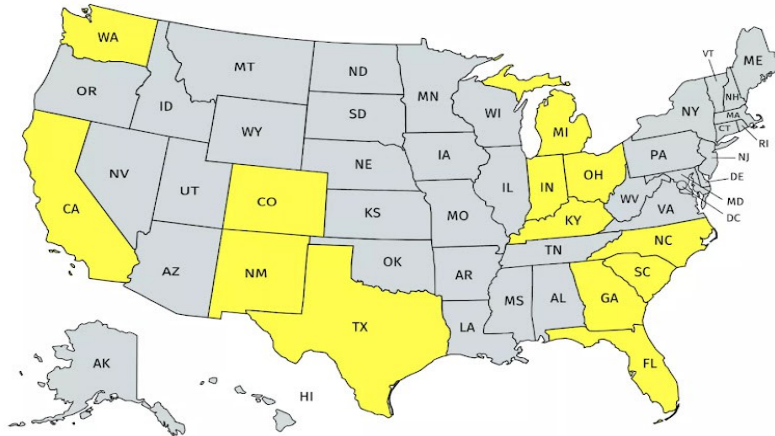 WA
MT
ND
MN
VT
ME
OR
ID
SD
WI
MI
NY
NH
MA
CT
RI
WY
IA
PA
NJ
NE
NV
UT
CO
KS
MO
IL
IN
OH
WV
VA
DE
MD
DC
CA
KY
NC
AZ
NM
OK
AR
TN
SC
TX
LA
MS
AL
GA
AK
HI
FL